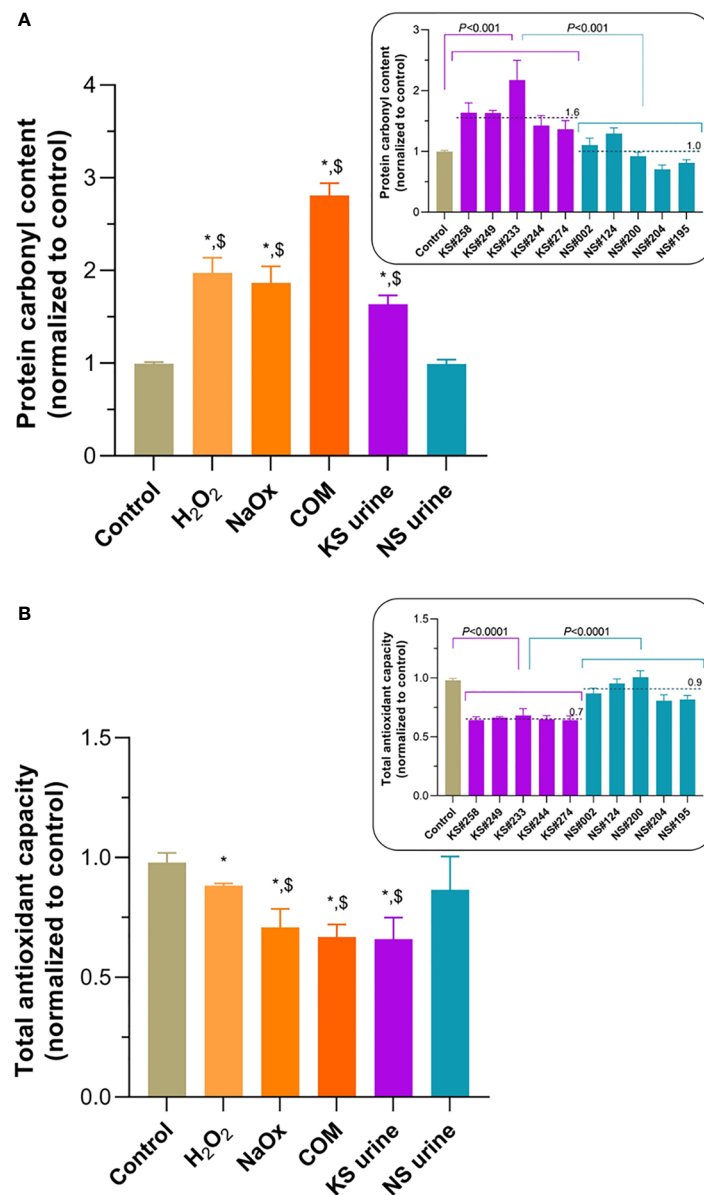 A
Protein carbonyl content
(normalized to control)
4
3
2
1
0
*,$
*,$
*,$
*,$
Control
H₂O₂
NaOx
COM
KS urine
NS urine
Protein carbonyl content
(normalized to control)
3
2
1
0
P<0.001
P<0.001
1.6
1.0
Control
KS#258
KS#249
KS#233
KS#244
KS#274
NS#002
NS#124
NS#200
NS#204
NS#195
B
Total antioxidant capacity
(normalized to control)
1.5
1.0
0.5
0.0
*
*,$
*,$
*,$
Control
H₂O₂
NaOx
COM
KS urine
NS urine
Total antioxidant capacity
(normalized to control)
1.5
1.0
0.5
0.0
P<0.0001
P<0.0001
0.7
0.9
Control
KS#258
KS#249
KS#233
KS#244
KS#274
NS#002
NS#124
NS#200
NS#204
NS#195